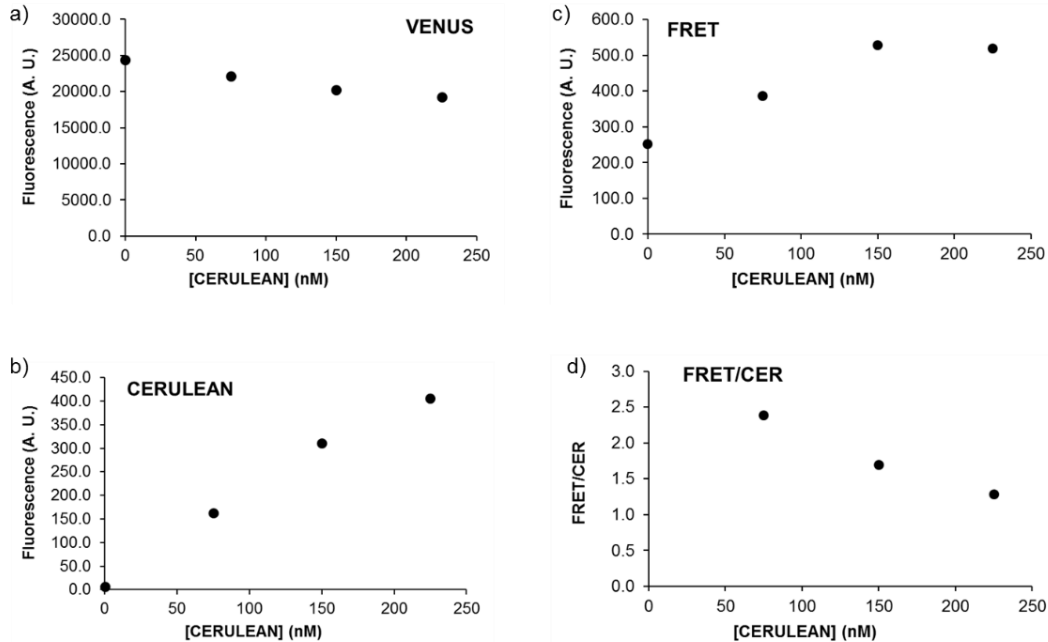 a)
VENUS
Fluorescence (A. U.)
30000.0
25000.0
20000.0
15000.0
10000.0
5000.0
0.0
0 50 100 150 200 250
[CERULEAN] (nM)
c)
FRET
Fluorescence (A. U.)
600.0
500.0
400.0
300.0
200.0
100.0
0.0
0 50 100 150 200 250
[CERULEAN] (nM)
b)
CERULEAN
Fluorescence (A. U.)
450.0
400.0
350.0
300.0
250.0
200.0
150.0
100.0
50.0
0.0
0 50 100 150 200 250
[CERULEAN] (nM)
d)
FRET/CER
FRET/CER
3.0
2.5
2.0
1.5
1.0
0.5
0.0
0 50 100 150 200 250
[CERULEAN] (nM)